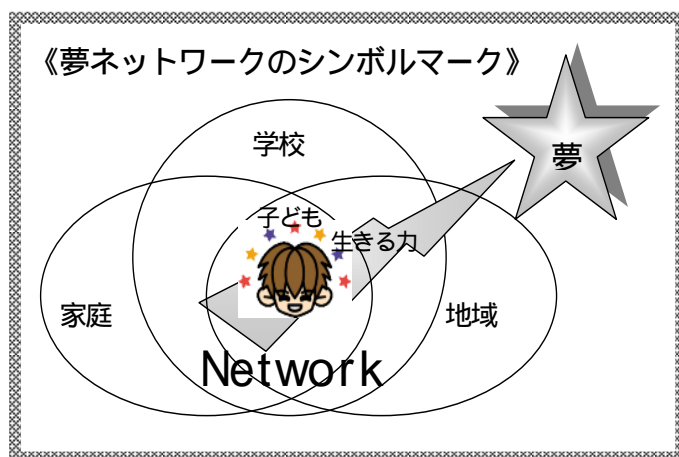 《夢ネットワークのシンボルマーク》
学校
夢
子ども
生きる力
家庭
地域
Network